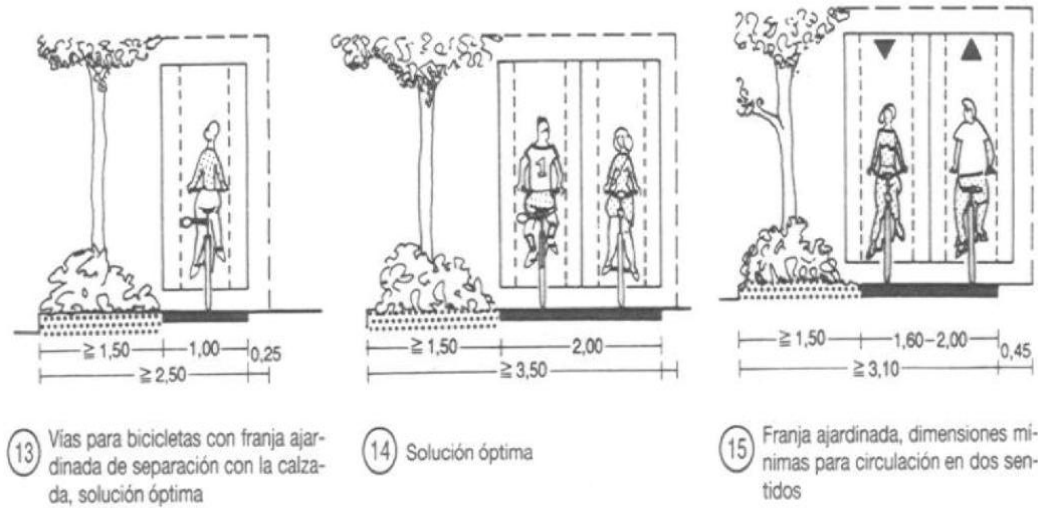 1
≧ 1,50
1,00
0,25
≧ 2,50
≧ 1,50
2,00
≧ 3,50
≧ 1,50
1,60–2,00
0,45
≧ 3,10
13 Vías para bicicletas con franja ajar-
dinada de separación con la calza-
da, solución óptima
14 Solución óptima
15 Franja ajardinada, dimensiones mí-
nimas para circulación en dos sen-
tidos